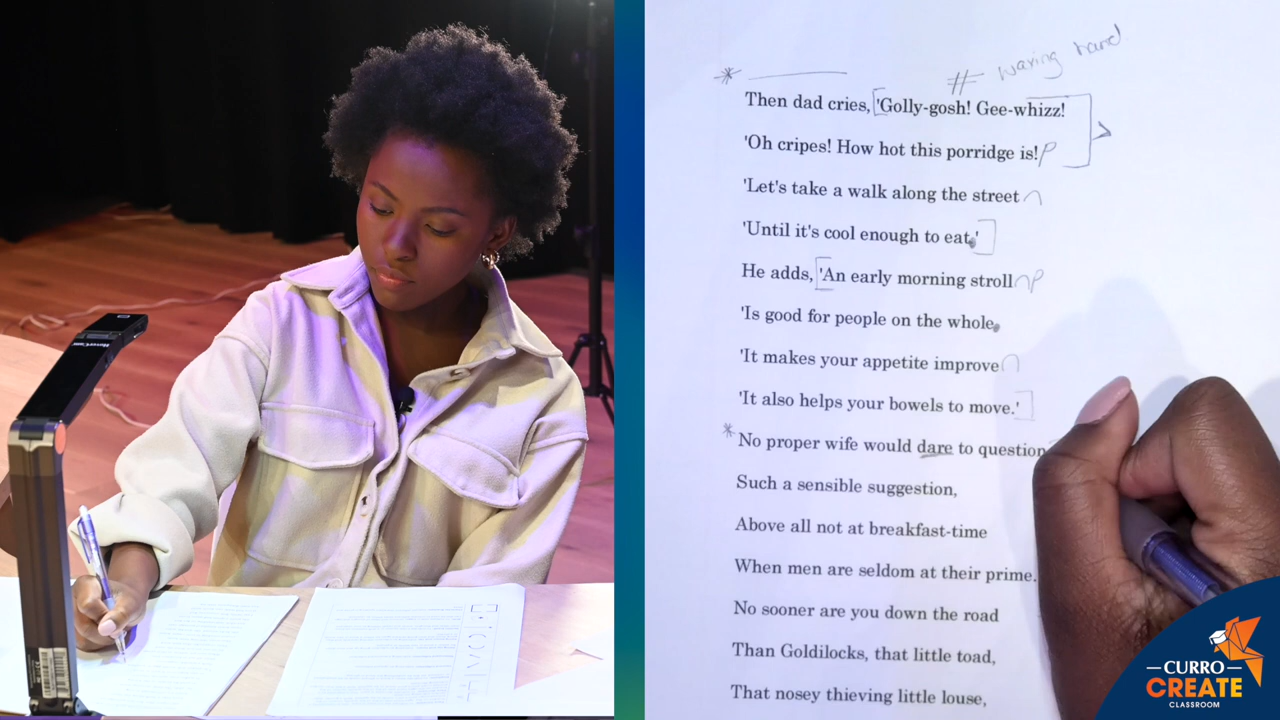 # waving hand
Then dad cries, 'Golly-gosh! Gee-whizz!
'Oh cripes! How hot this porridge is!
'Let's take a walk along the street
'Until it's cool enough to eat.'
He adds, 'An early morning stroll
'Is good for people on the whole.
'It makes your appetite improve
'It also helps your bowels to move.'
No proper wife would dare to question
Such a sensible suggestion,
Above all not at breakfast-time
When men are seldom at their prime.
No sooner are you down the road
Than Goldilocks, that little toad,
That nosey thieving little louse,
CURRO
CREATE
CLASSROOM